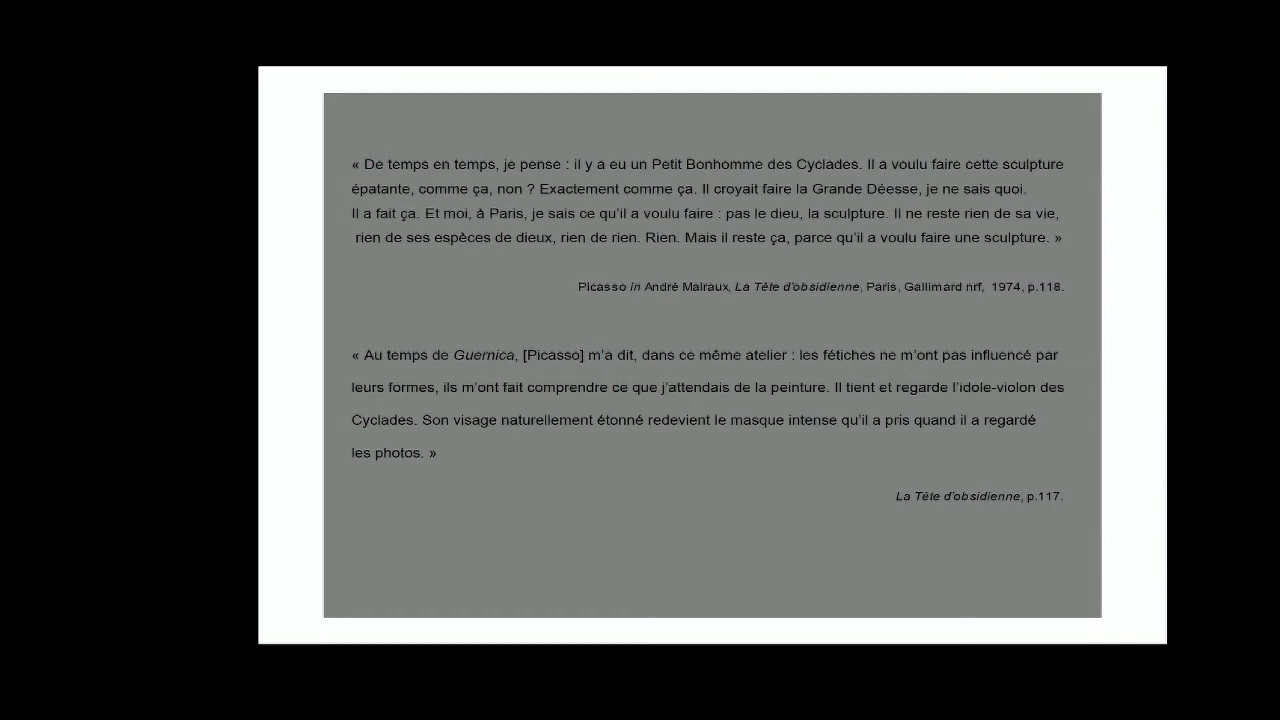 « De temps en temps, je pense : il y a eu un Petit Bonhomme des Cyclades. Il a voulu faire cette sculpture
épatante, comme ça, non ? Exactement comme ça. Il croyait faire la Grande Déesse, je ne sais quoi.
Il a fait ça. Et moi, à Paris, je sais ce qu'il a voulu faire : pas le dieu, la sculpture. Il ne reste rien de sa vie,
rien de ses espèces de dieux, rien de rien. Rien. Mais il reste ça, parce qu'il a voulu faire une sculpture. »
Picasso in André Malraux, La Tête d'obsidienne, Paris, Gallimard nrf, 1974, p.118.
« Au temps de Guernica, [Picasso] m'a dit, dans ce même atelier : les fétiches ne m'ont pas influencé par
leurs formes, ils m'ont fait comprendre ce que j'attendais de la peinture. Il tient et regarde l'idole-violon des
Cyclades. Son visage naturellement étonné redevient le masque intense qu'il a pris quand il a regardé
les photos. »
La Tête d'obsidienne, p.117.